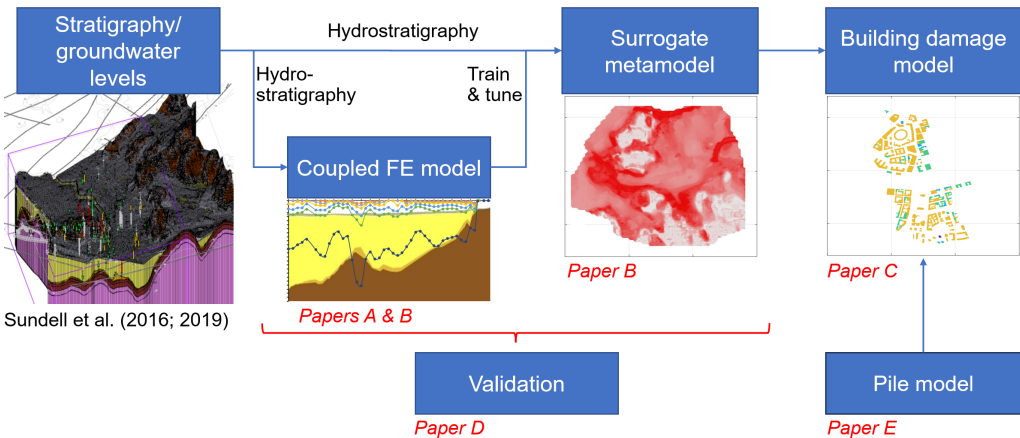 Stratigraphy/
groundwater
levels
Hydrostratigraphy
Hydro-
stratigraphy
Train
& tune
Surrogate
metamodel
Building damage
model
Coupled FE model
Paper B
Paper C
Sundell et al. (2016; 2019)
Papers A & B
Validation
Pile model
Paper D
Paper E